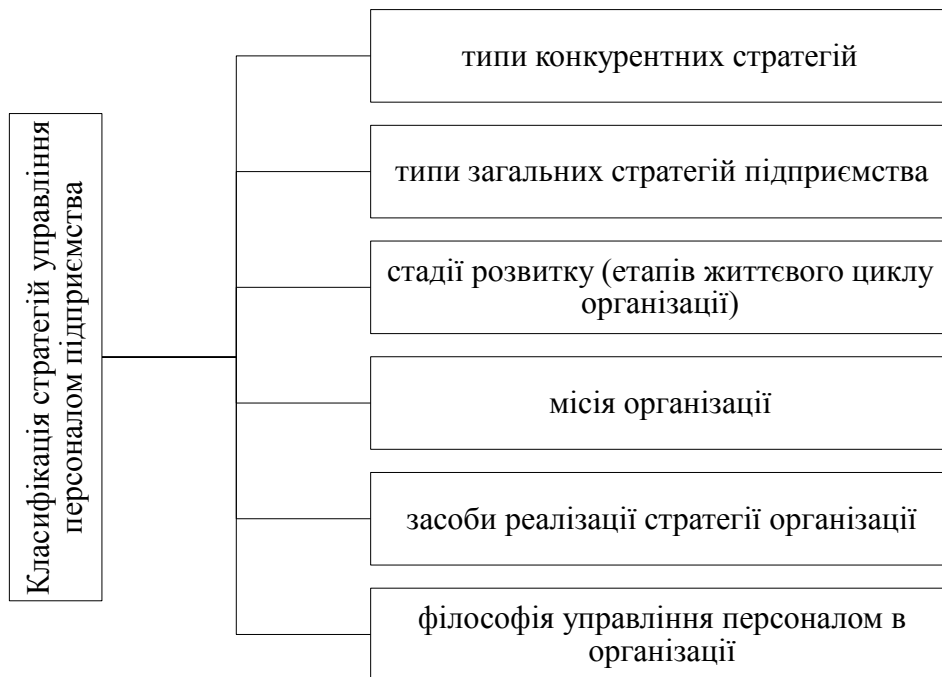 Класифікація стратегій управління
персоналом підприємства
типи конкурентних стратегій
типи загальних стратегій підприємства
стадії розвитку (етапів життєвого циклу
організації)
місія організації
засоби реалізації стратегії організації
філософія управління персоналом в
організації